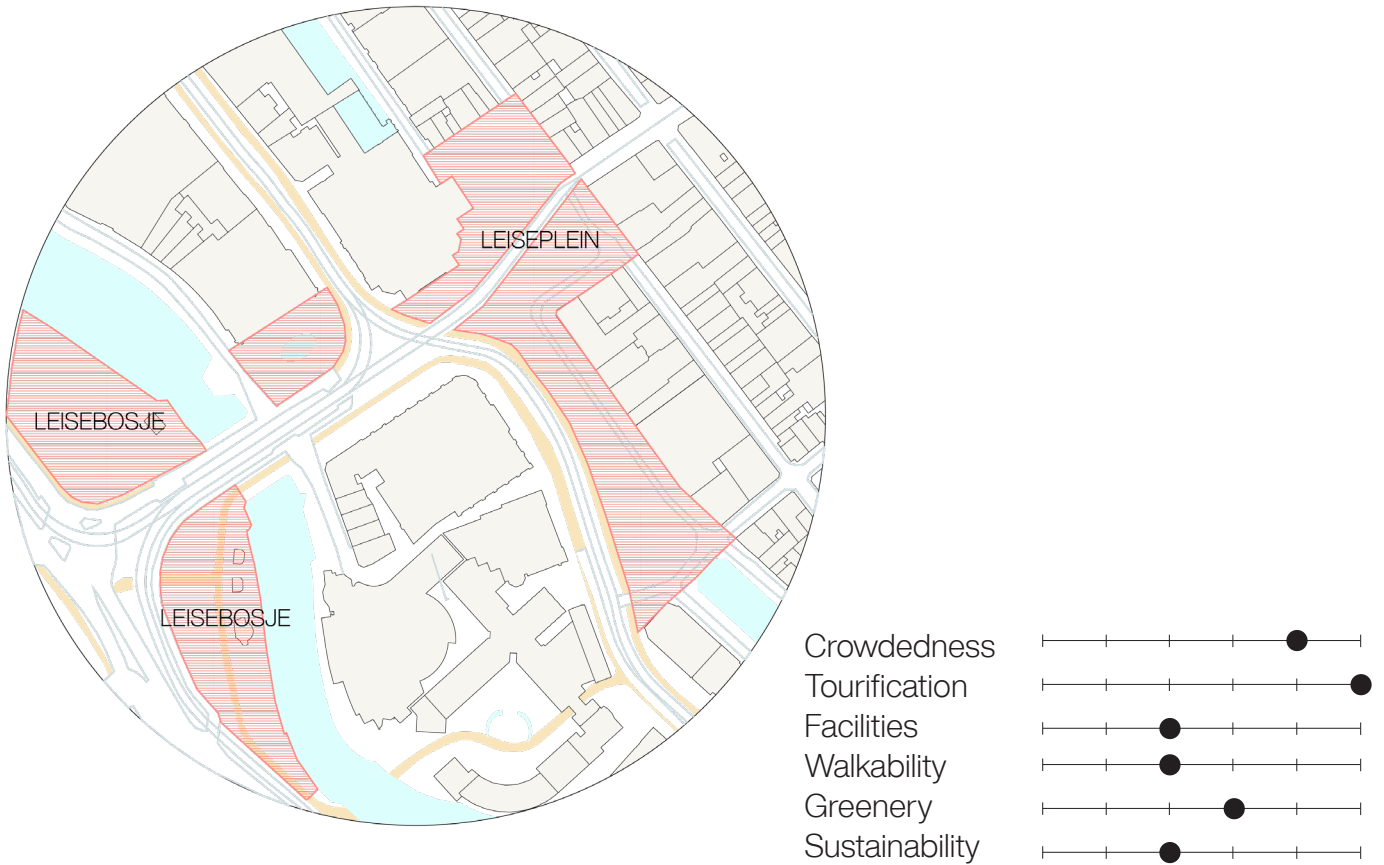 LEISEPLEIN
LEISEBOSJE
LEISEBOSJE
Crowdedness
Tourification
Facilities
Walkability
Greenery
Sustainability